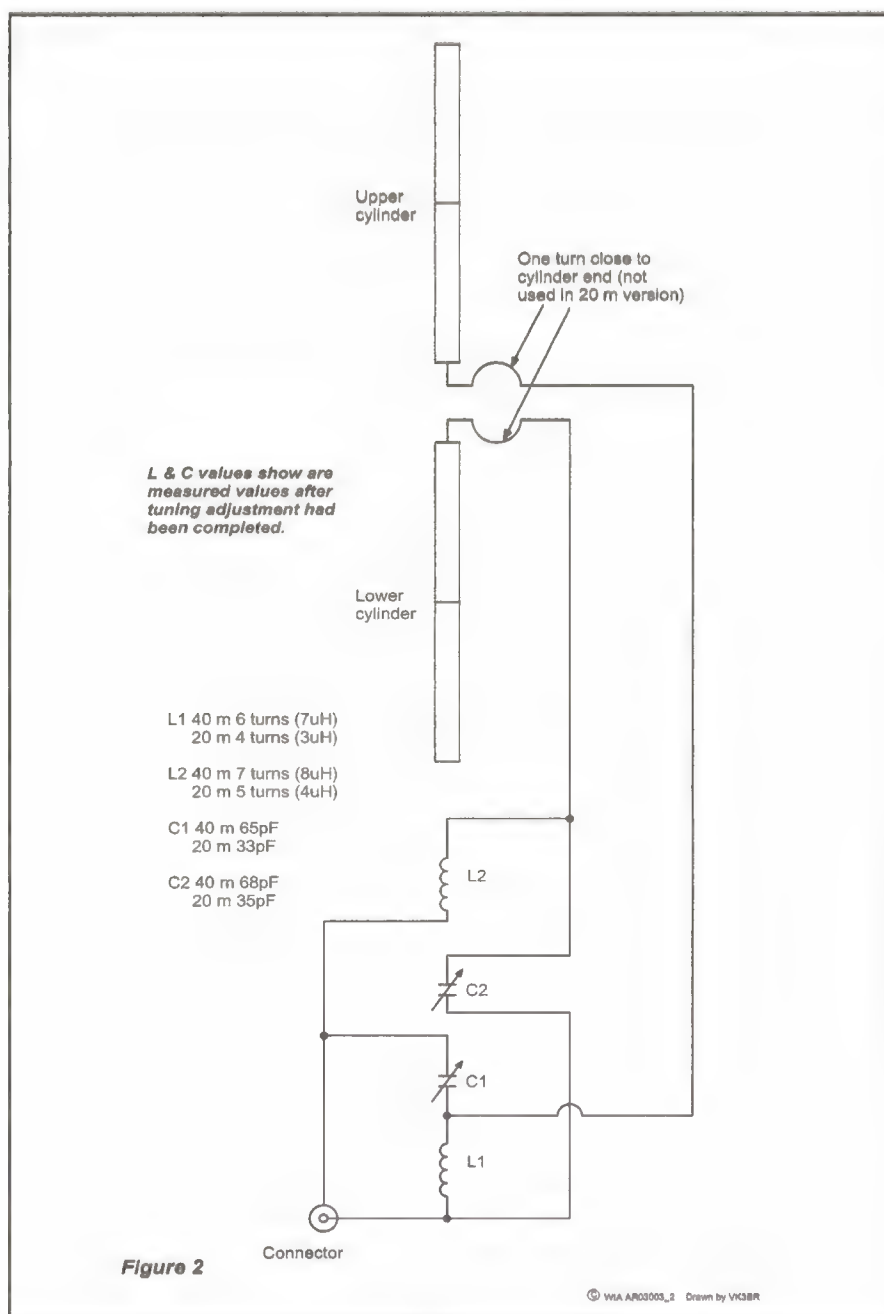 Upper
cylinder
One turn close to
cylinder end (not
used in 20 m version)
L & C values show are
measured values after
tuning adjustment had
been completed.
Lower
cylinder
L1 40 m 6 turns (7uH)
20 m 4 turns (3uH)
L2 40 m 7 turns (8uH)
20 m 5 turns (4uH)
C1 40 m 65pF
20 m 33pF
C2 40 m 68pF
20 m 35pF
L2
C2
C1
L1
Connector
Figure 2
© WIA AR03003_2 Drawn by VK3BR